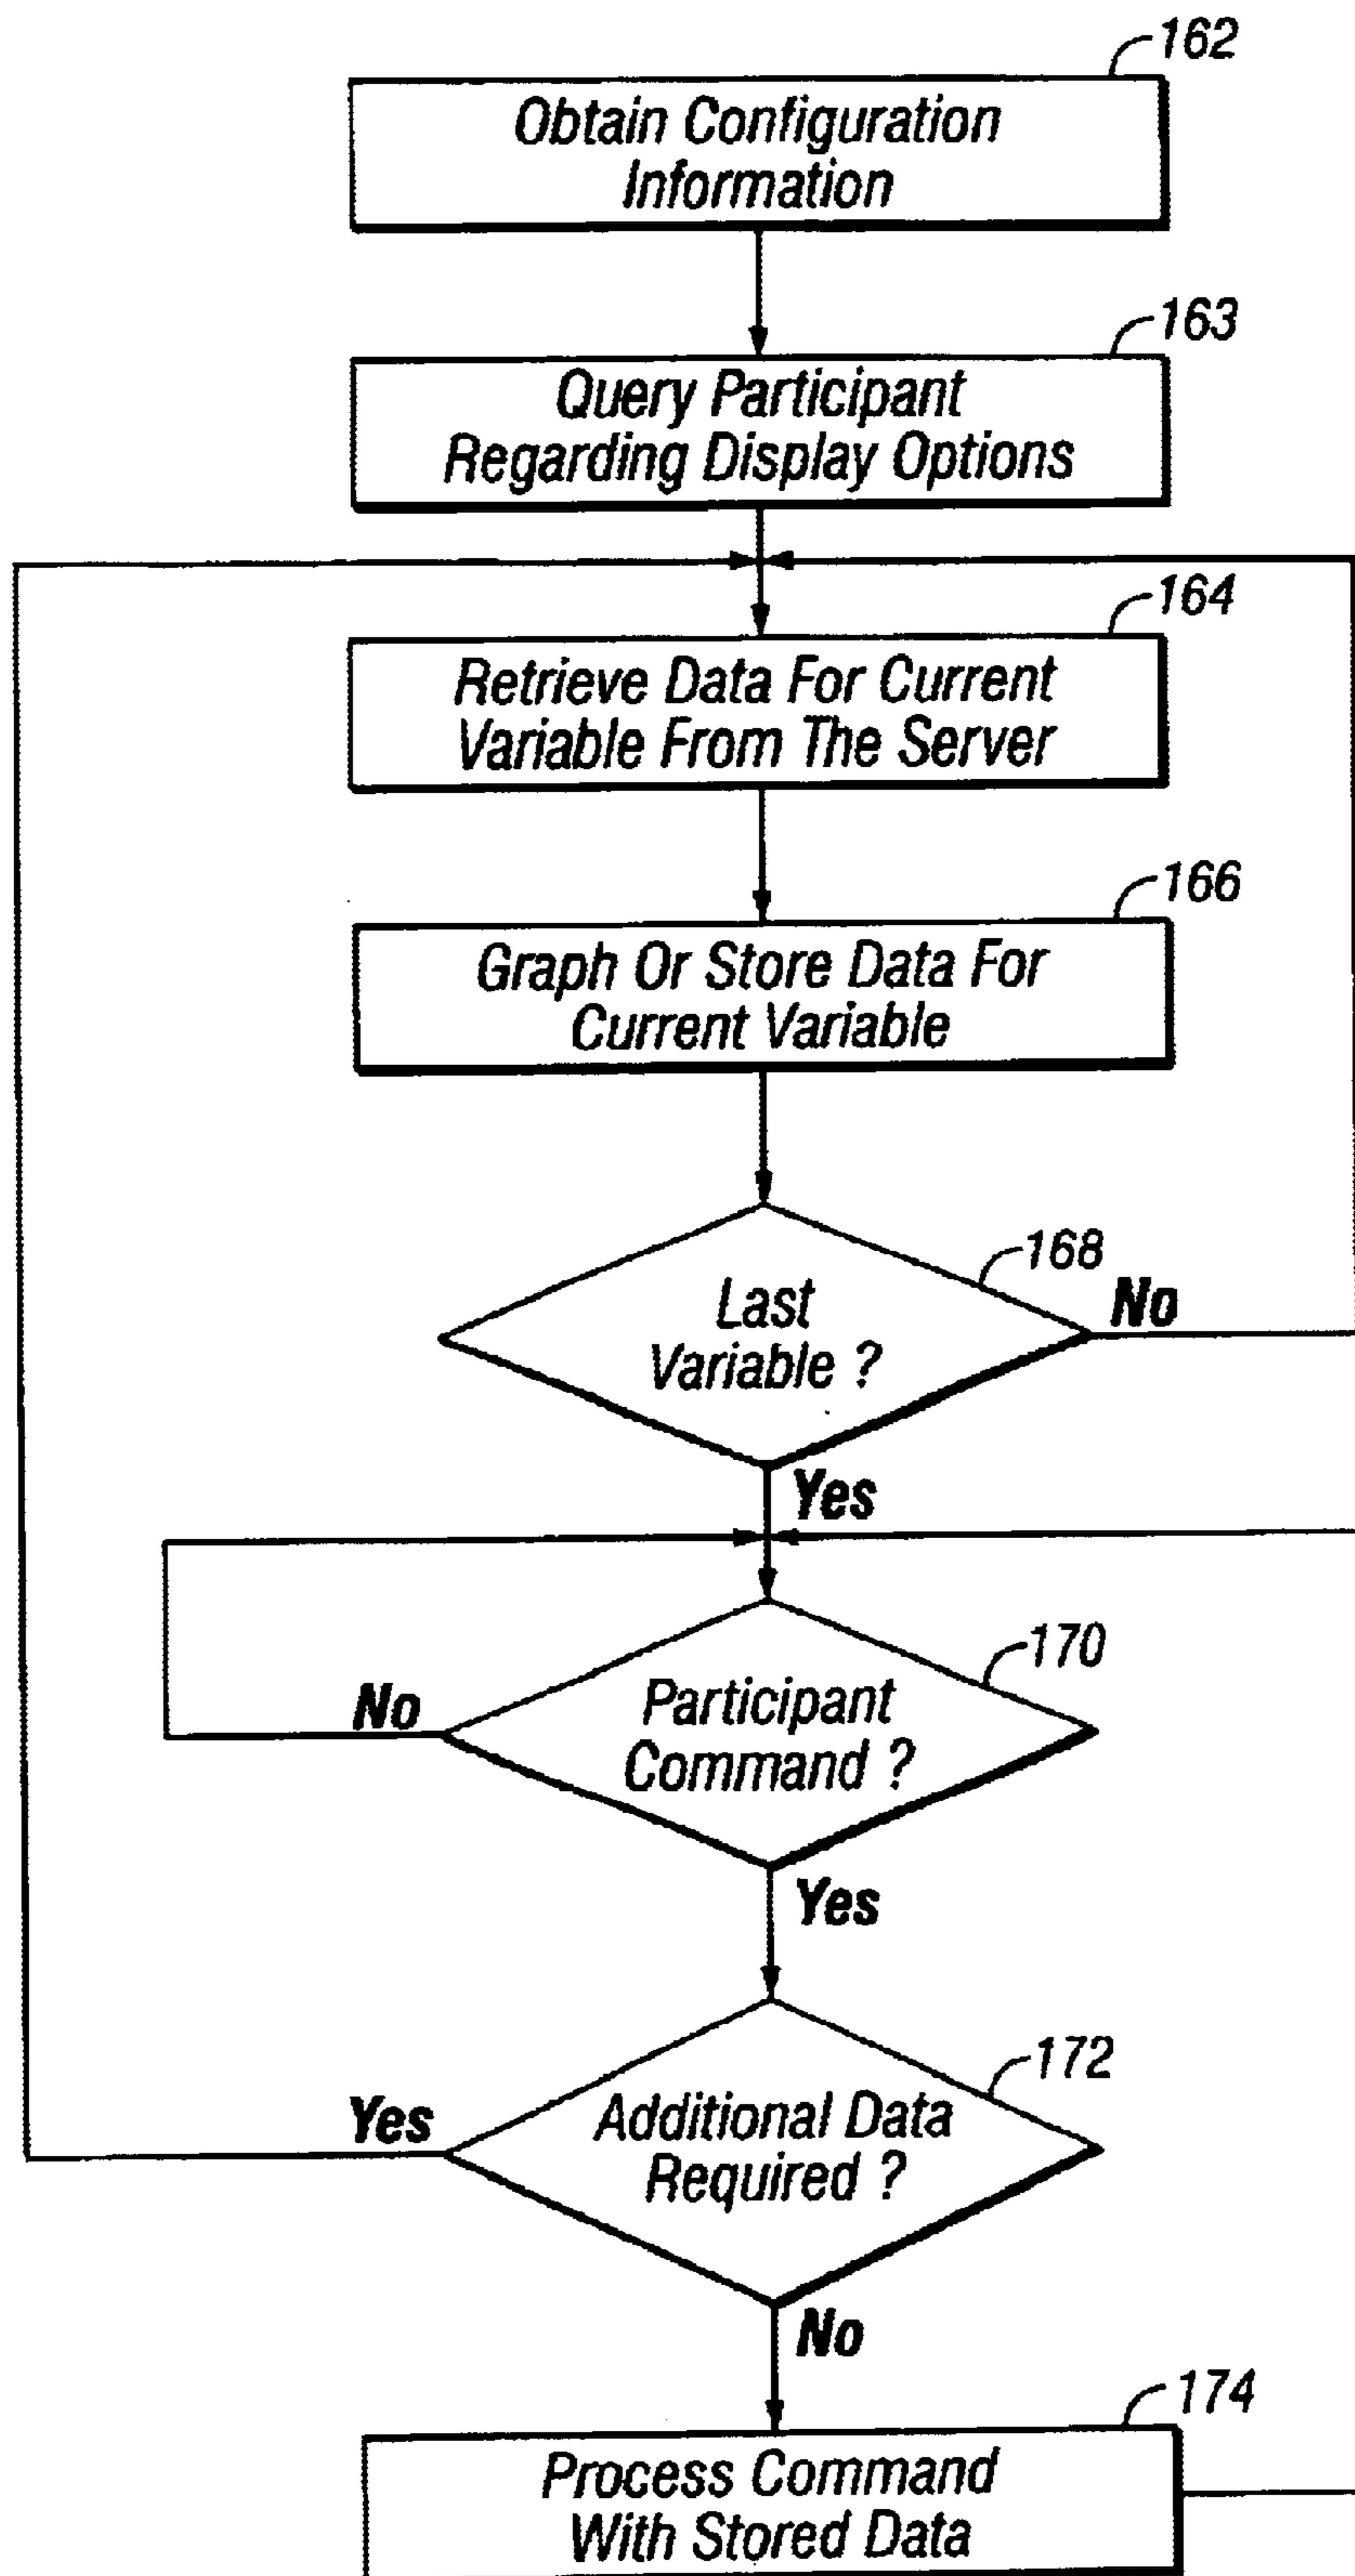 162
Obtain Configuration
Information
163
Query Participant
Regarding Display Options
164
Retrieve Data For Current
Variable From The Server
166
Graph Or Store Data For
Current Variable
168
Last
Variable ?
No
Yes
170
Participant
Command ?
No
Yes
172
Additional Data
Required ?
Yes
No
174
Process Command
With Stored Data